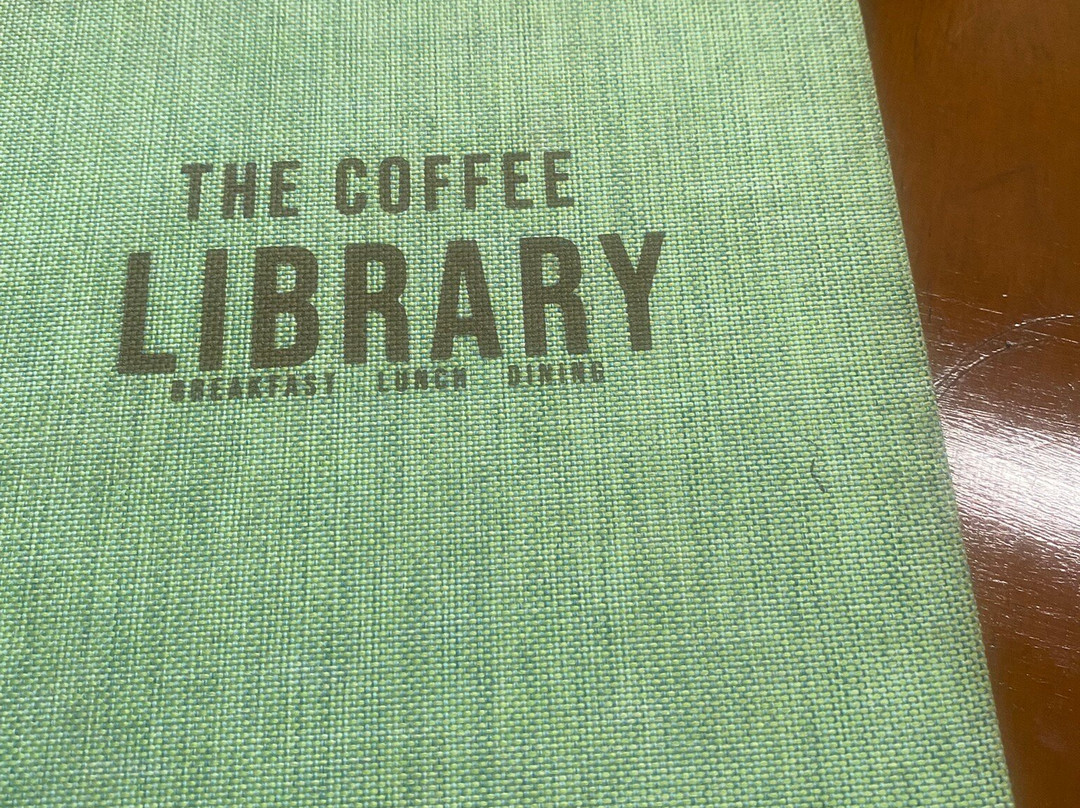 THE COFFEE
LIBRARY
BREAKFAST LUNCH DINING